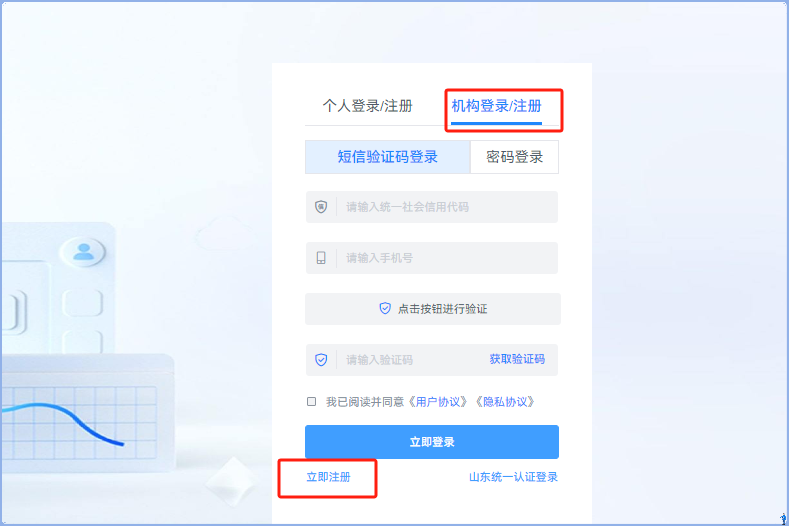 个人登录/注册 机构登录/注册
短信验证码登录 密码登录
请输入统一社会信用代码
请输入手机号
点击按钮进行验证
请输入验证码 获取验证码
我已阅读并同意《用户协议》《隐私协议》
立即登录
立即注册 山东统一认证登录